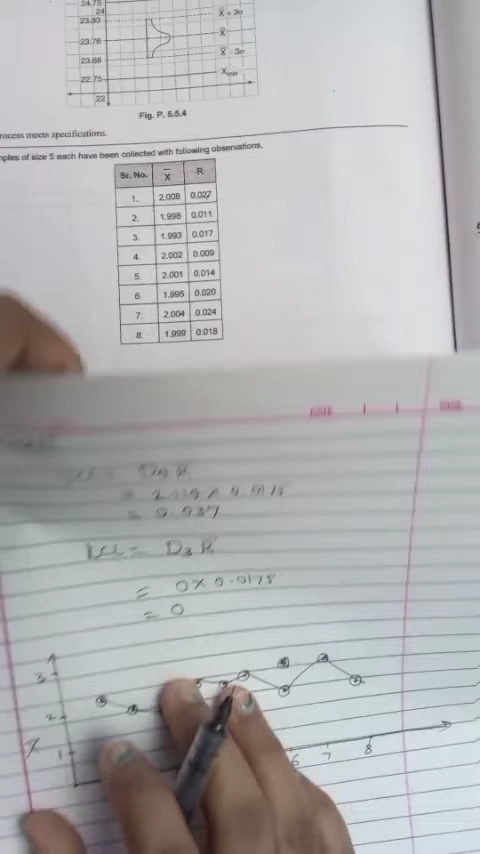 24.75
24
23.83
23.76
23.68
22.75
22
X̄ + 3σ
X̄
X̄ - 3σ
Xmin
Fig. P. 5.5.4
rocess meets specifications.
mples of size 5 each have been collected with following observations,
Sr. No. X̄ R
1. 2.008 0.027
2. 1.998 0.011
3. 1.993 0.017
4. 2.002 0.009
5. 2.001 0.014
6. 1.995 0.020
7. 2.004 0.024
8. 1.999 0.018
DATE PAGE
= D4 R
=
= 0.037
LCL = D3 R
= 0 X 0.0175
= 0
3
2
1
6 7 8